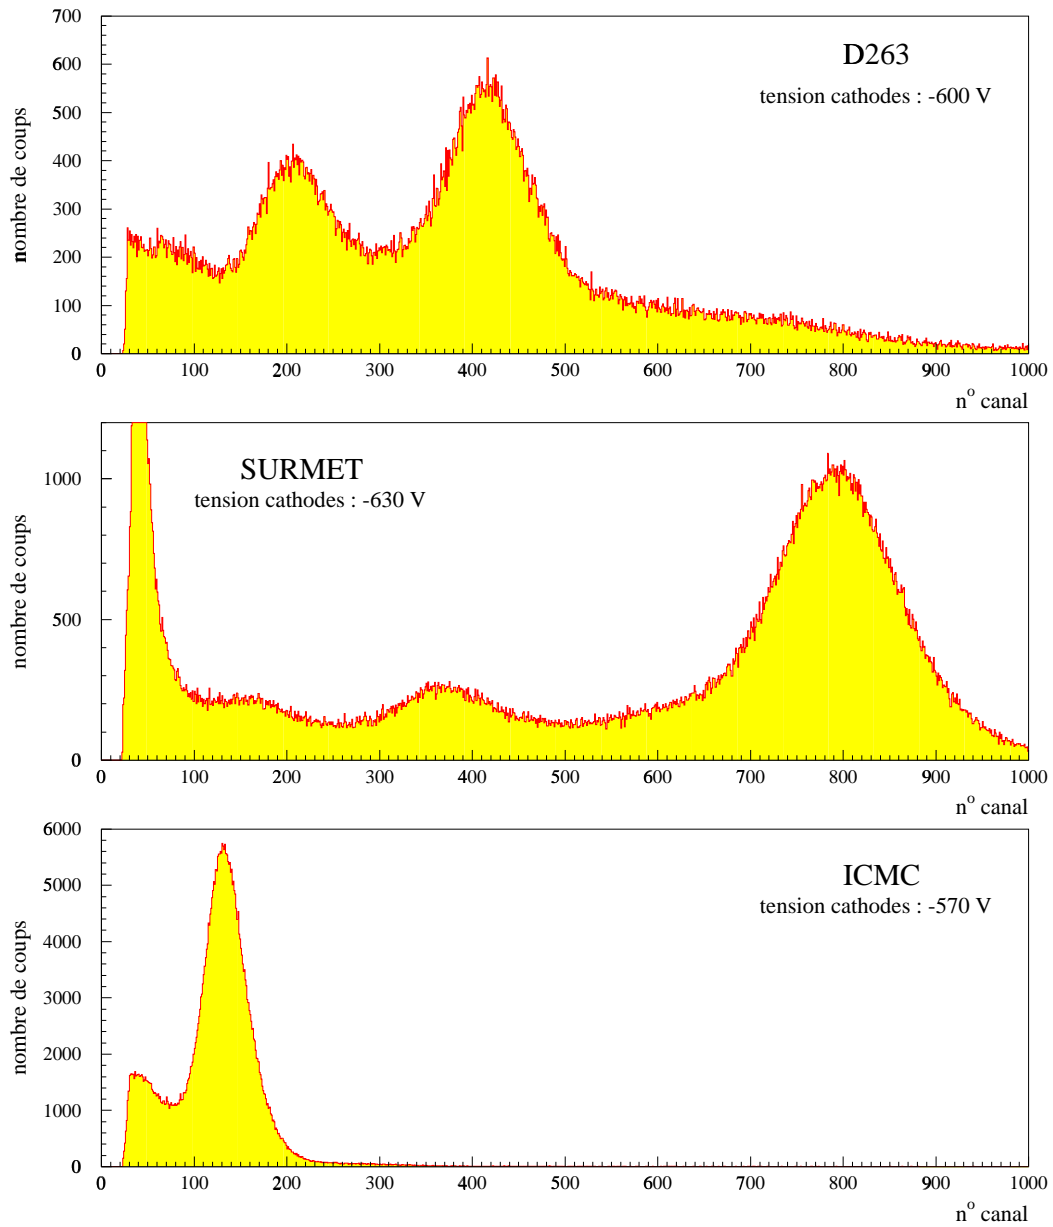 700
600
500
400
300
200
100
0
nombre de coups
D263
tension cathodes : -600 V
0 100 200 300 400 500 600 700 800 900 1000
nº canal
1000
500
0
nombre de coups
SURMET
tension cathodes : -630 V
0 100 200 300 400 500 600 700 800 900 1000
nº canal
6000
5000
4000
3000
2000
1000
0
nombre de coups
ICMC
tension cathodes : -570 V
0 100 200 300 400 500 600 700 800 900 1000
nº canal